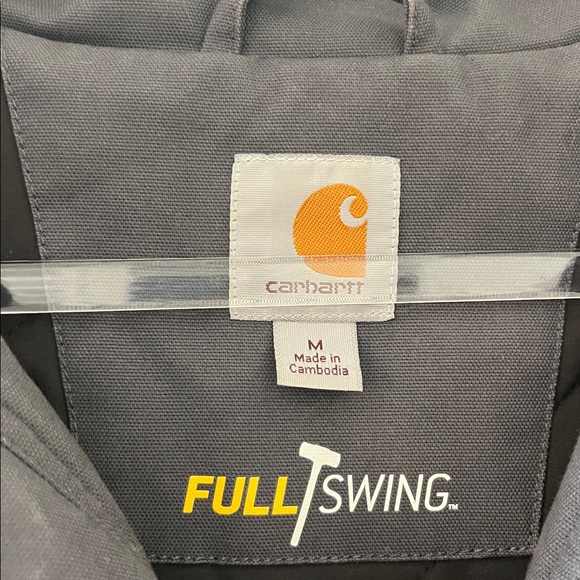 carhartt
M
Made in
Cambodia
FULL SWING™